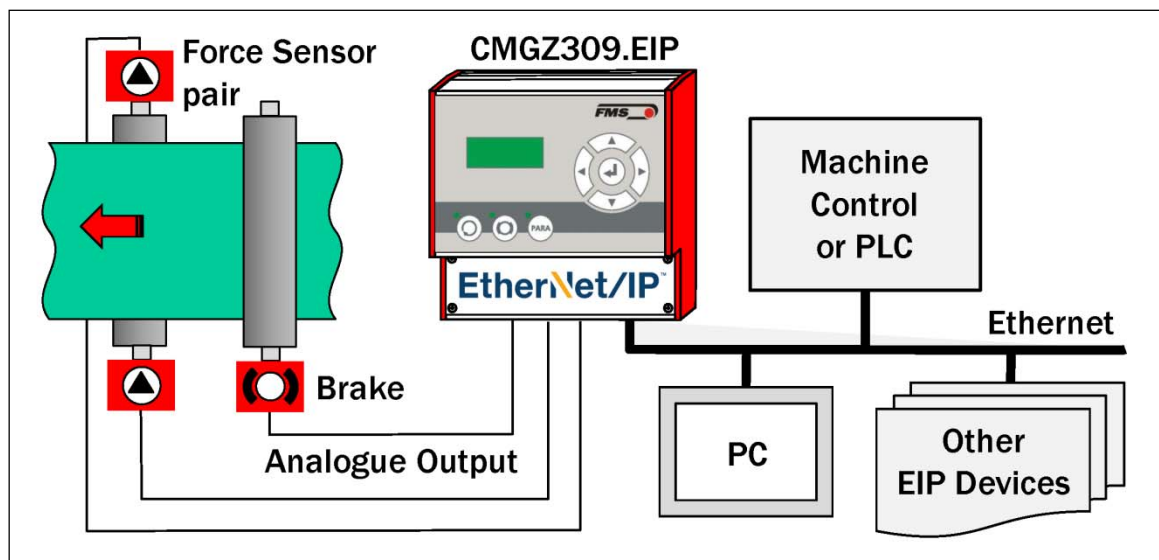 Force Sensor
pair
CMGZ309.EIP
FMS
PARA
EtherNet/IP™
Machine
Control
or PLC
Ethernet
Brake
Analogue Output
PC
Other
EIP Devices